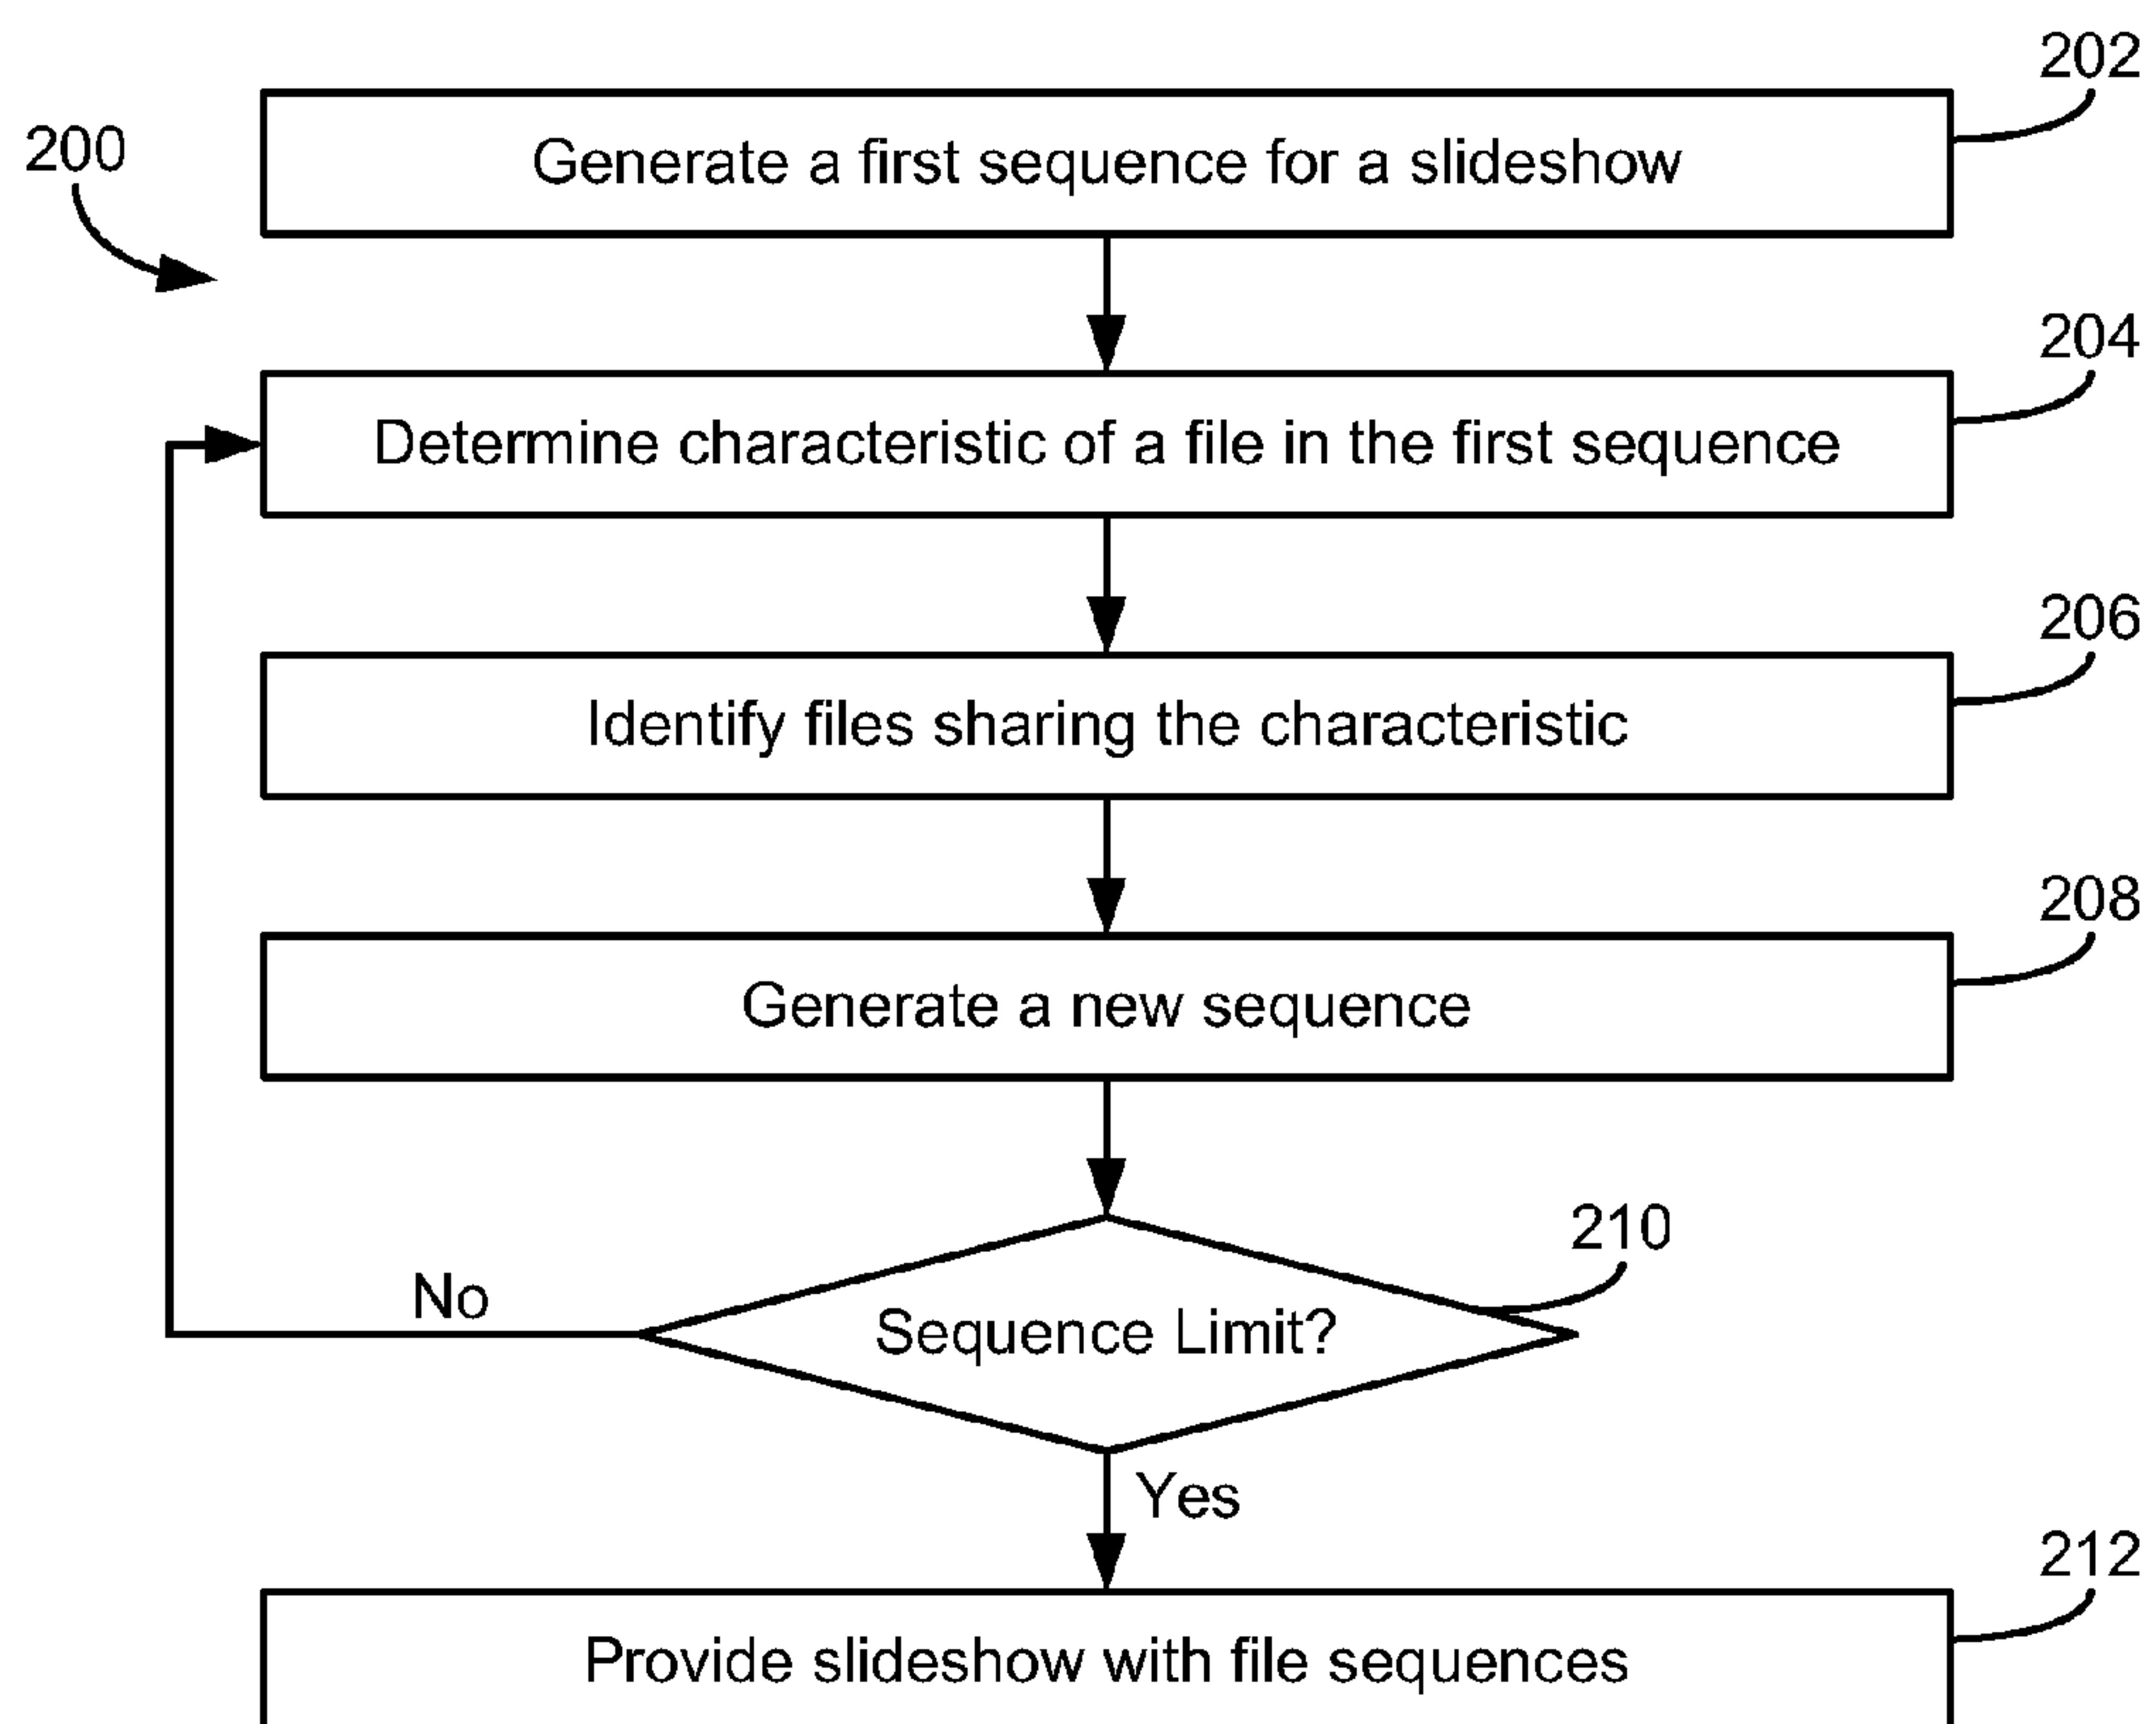 202
200
Generate a first sequence for a slideshow
204
Determine characteristic of a file in the first sequence
206
Identify files sharing the characteristic
208
Generate a new sequence
210
No
Sequence Limit?
Yes
212
Provide slideshow with file sequences